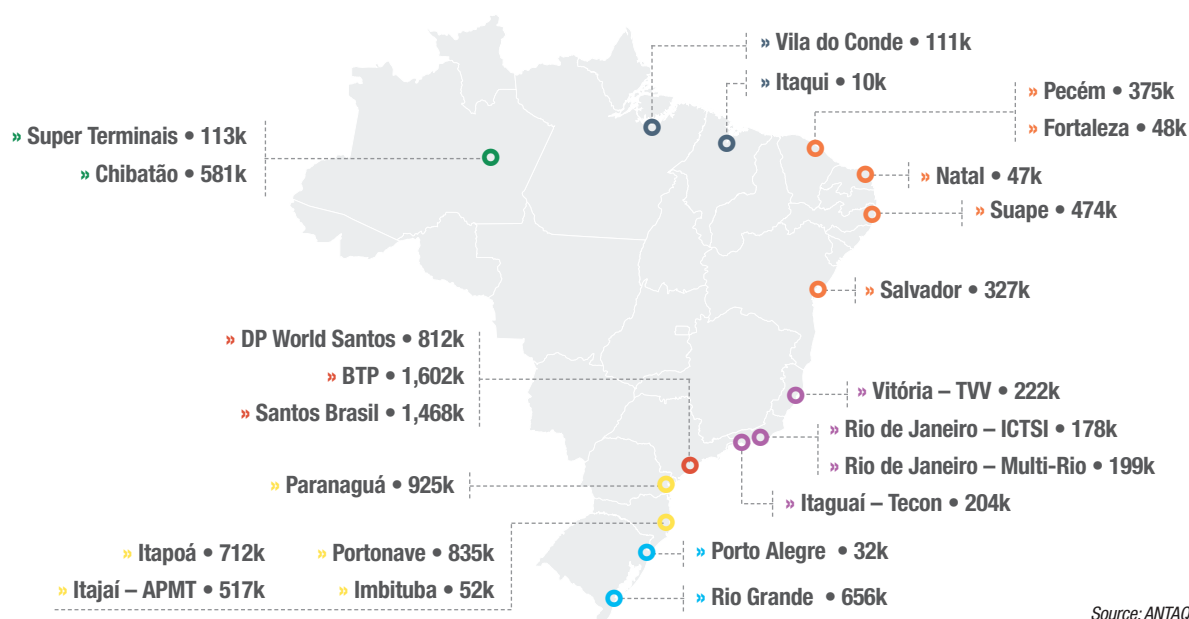 » Vila do Conde • 111k
» Itaqui • 10k
» Pecém • 375k
» Fortaleza • 48k
» Super Terminais • 113k
» Chibatão • 581k
» Natal • 47k
» Suape • 474k
» Salvador • 327k
» DP World Santos • 812k
» BTP • 1,602k
» Santos Brasil • 1,468k
» Vitória – TVV • 222k
» Rio de Janeiro – ICTSI • 178k
» Rio de Janeiro – Multi-Rio • 199k
» Itaguaí – Tecon • 204k
» Paranaguá • 925k
» Itapoá • 712k
» Portonave • 835k
» Itajaí – APMT • 517k
» Imbituba • 52k
» Porto Alegre • 32k
» Rio Grande • 656k
Source: ANTAQ